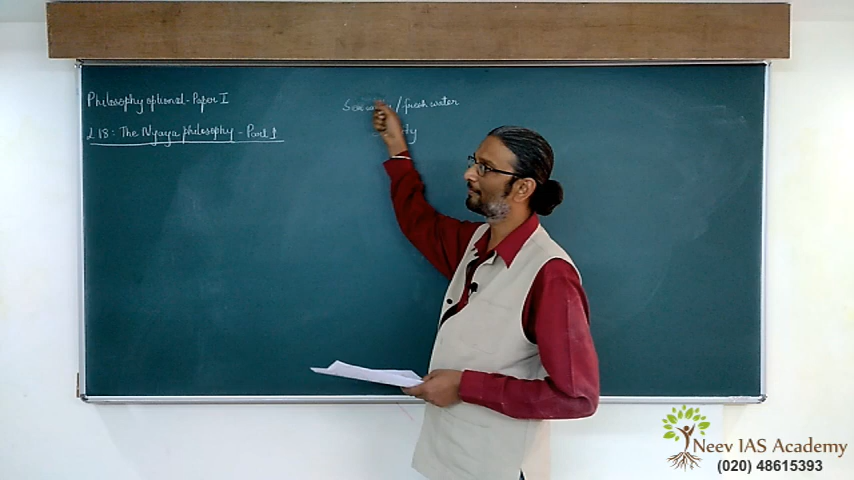 Philosophy optional - Paper I
L 18 : The Nyaya philosophy - Part 1
/ fresh water
Neev IAS Academy
(020) 48615393